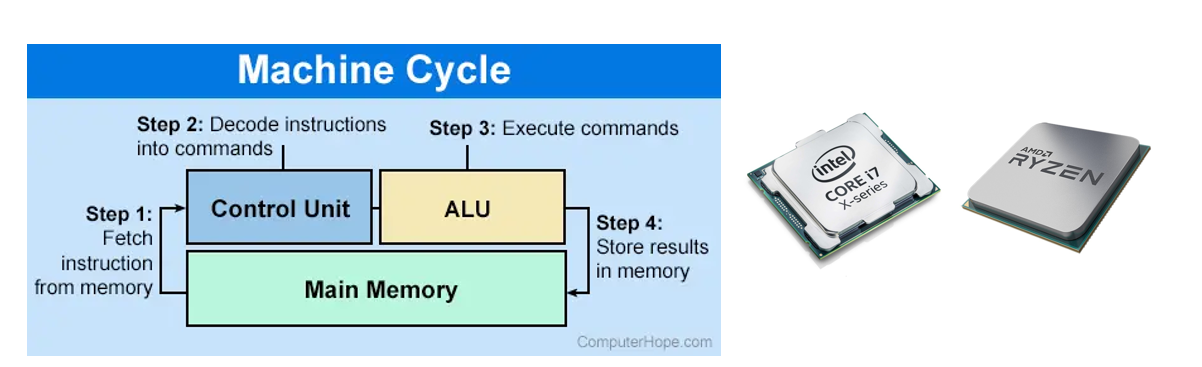 Machine Cycle
Step 2: Decode instructions
into commands
Step 3: Execute commands
Step 1:
Fetch
instruction
from memory
Control Unit
ALU
Step 4:
Store results
in memory
Main Memory
ComputerHope.com
intel
CORE i7
X-series
AMD
RYZEN